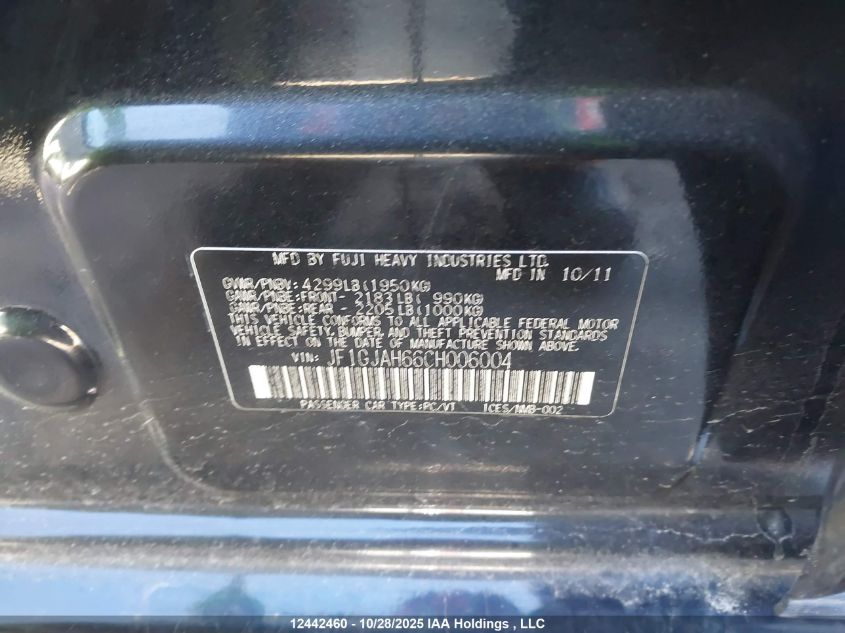 MFD BY FUJI HEAVY INDUSTRIES LTD.
MFD IN 10/11
GVWR/PNBV: 4299LB(1950KG)
GAWR/PNBE:FRONT- 2183LB( 990KG)
GAWR/PNBE:REAR - 2205LB(1000KG)
THIS VEHICLE CONFORMS TO ALL APPLICABLE FEDERAL MOTOR
VEHICLE SAFETY,BUMPER AND THEFT PREVENTION STANDARDS
IN EFFECT ON THE DATE OF MANUFACTURE SHOWN ABOVE.
VIN: JF1GJAH66CH006004
PASSENGER CAR TYPE:PC/VT ICES/NMB-002
12442460 - 10/28/2025 IAA Holdings , LLC